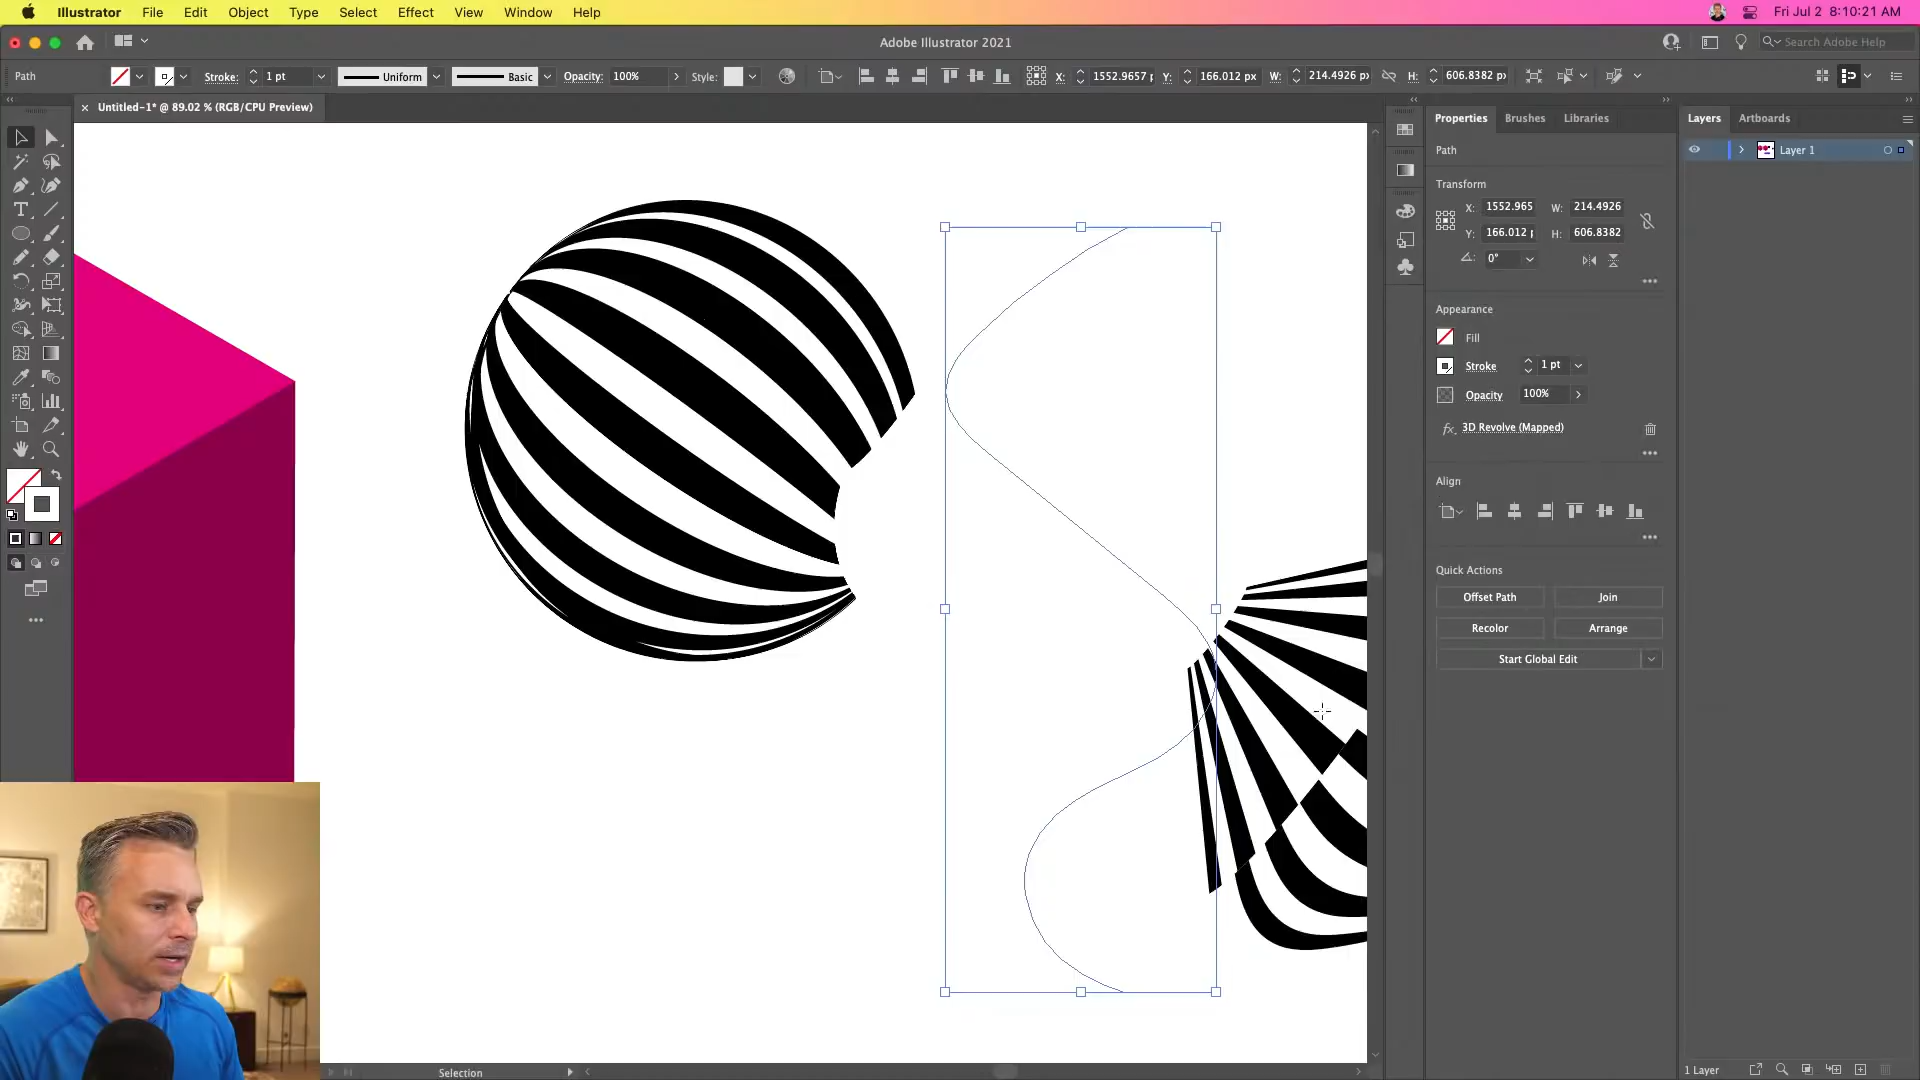 Illustrator File Edit Object Type Select Effect View Window Help
Fri Jul 2 8:10:21 AM
Adobe Illustrator 2021
Search Adobe Help
Path
Stroke: 1 pt Uniform Basic Opacity: 100% Style: X: 1552.9657 Y: 166.012 px W: 214.4926 px H: 606.8382 px
× Untitled-1* @ 89.02 % (RGB/CPU Preview)
Properties Brushes Libraries
Layers Artboards
Path
Layer 1
Transform
X: 1552.965 W: 214.4926
Y: 166.012 H: 606.8382
0°
Appearance
Fill
Stroke 1 pt
Opacity 100%
fx 3D Revolve (Mapped)
Align
Quick Actions
Offset Path Join
Recolor Arrange
Start Global Edit
Selection
1 Layer